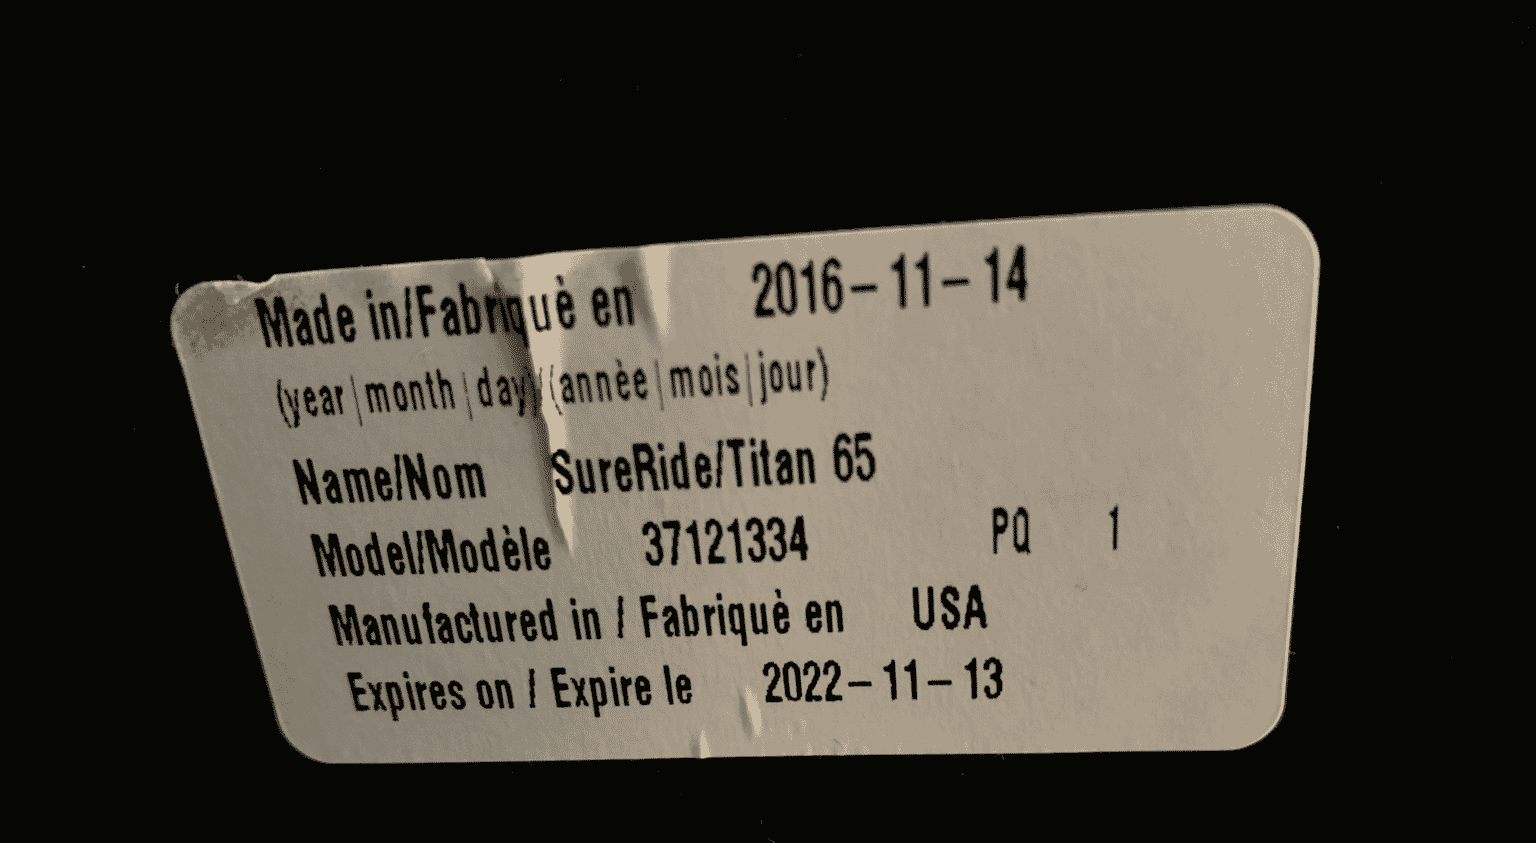 Made in/Fabriquè en 2016-11-14
(year|month|day)/(annèe|mois|jour)
Name/Nom SureRide/Titan 65
Model/Modèle 37121334 PQ 1
Manufactured in / Fabriquè en USA
Expires on / Expire le 2022-11-13